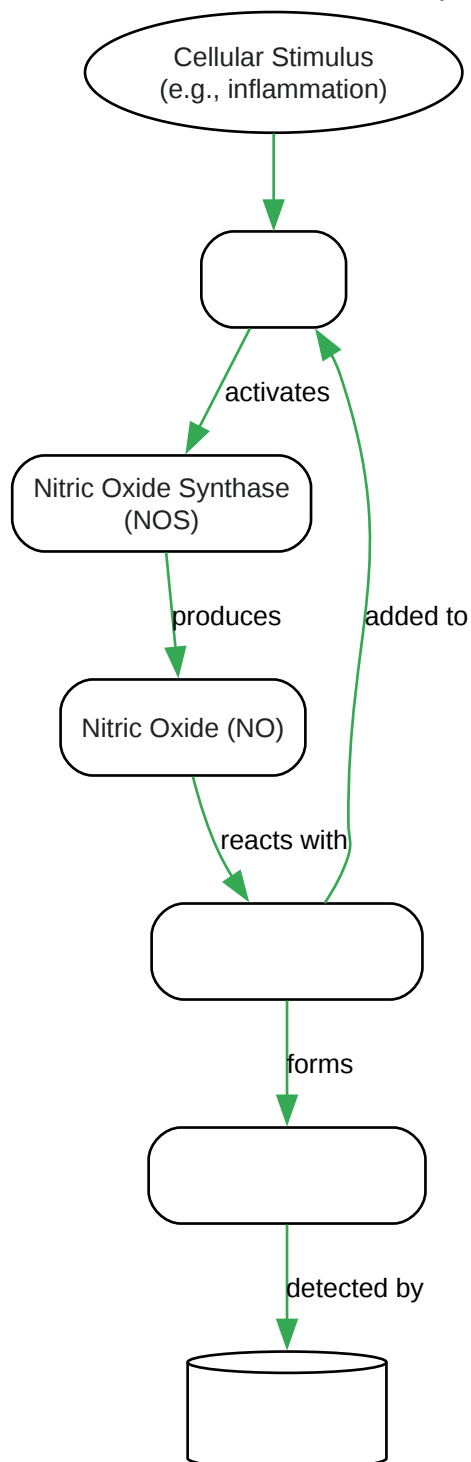 Cellular Stimulus
(e.g., inflammation)
activates
Nitric Oxide Synthase
(NOS)
produces
added to
Nitric Oxide (NO)
reacts with
forms
detected by